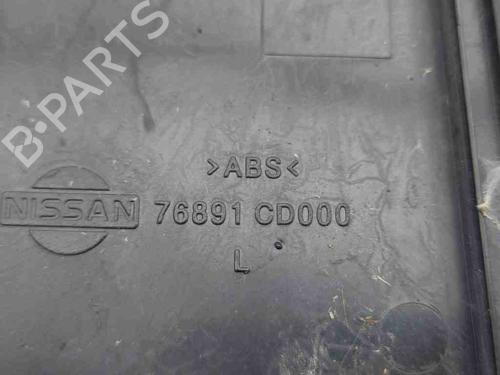 B-PARTS
>ABS<
NISSAN 76891 CD000
L